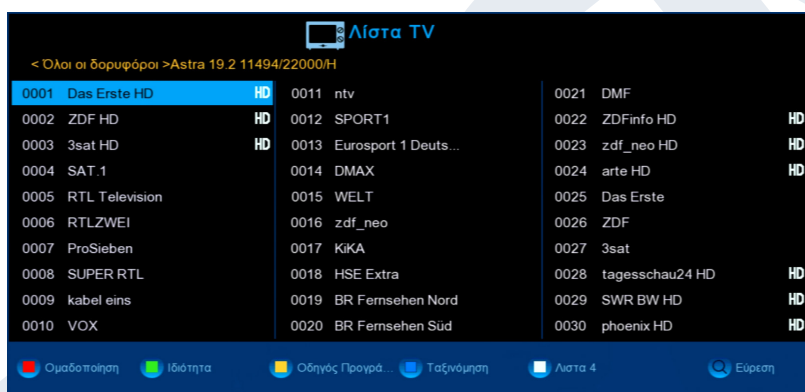 Λίστα TV
< Όλοι οι δορυφόροι >Astra 19.2 11494/22000/H
0001 Das Erste HD HD
0002 ZDF HD HD
0003 3sat HD HD
0004 SAT.1
0005 RTL Television
0006 RTLZWEI
0007 ProSieben
0008 SUPER RTL
0009 kabel eins
0010 VOX
0011 ntv
0012 SPORT1
0013 Eurosport 1 Deuts...
0014 DMAX
0015 WELT
0016 zdf_neo
0017 KiKA
0018 HSE Extra
0019 BR Fernsehen Nord
0020 BR Fernsehen Süd
0021 DMF
0022 ZDFinfo HD HD
0023 zdf_neo HD HD
0024 arte HD HD
0025 Das Erste
0026 ZDF
0027 3sat
0028 tagesschau24 HD HD
0029 SWR BW HD HD
0030 phoenix HD HD
Ομαδοποίηση Ιδιότητα Οδηγός Προγρά... Ταξινόμηση Λιστα 4 Εύρεση